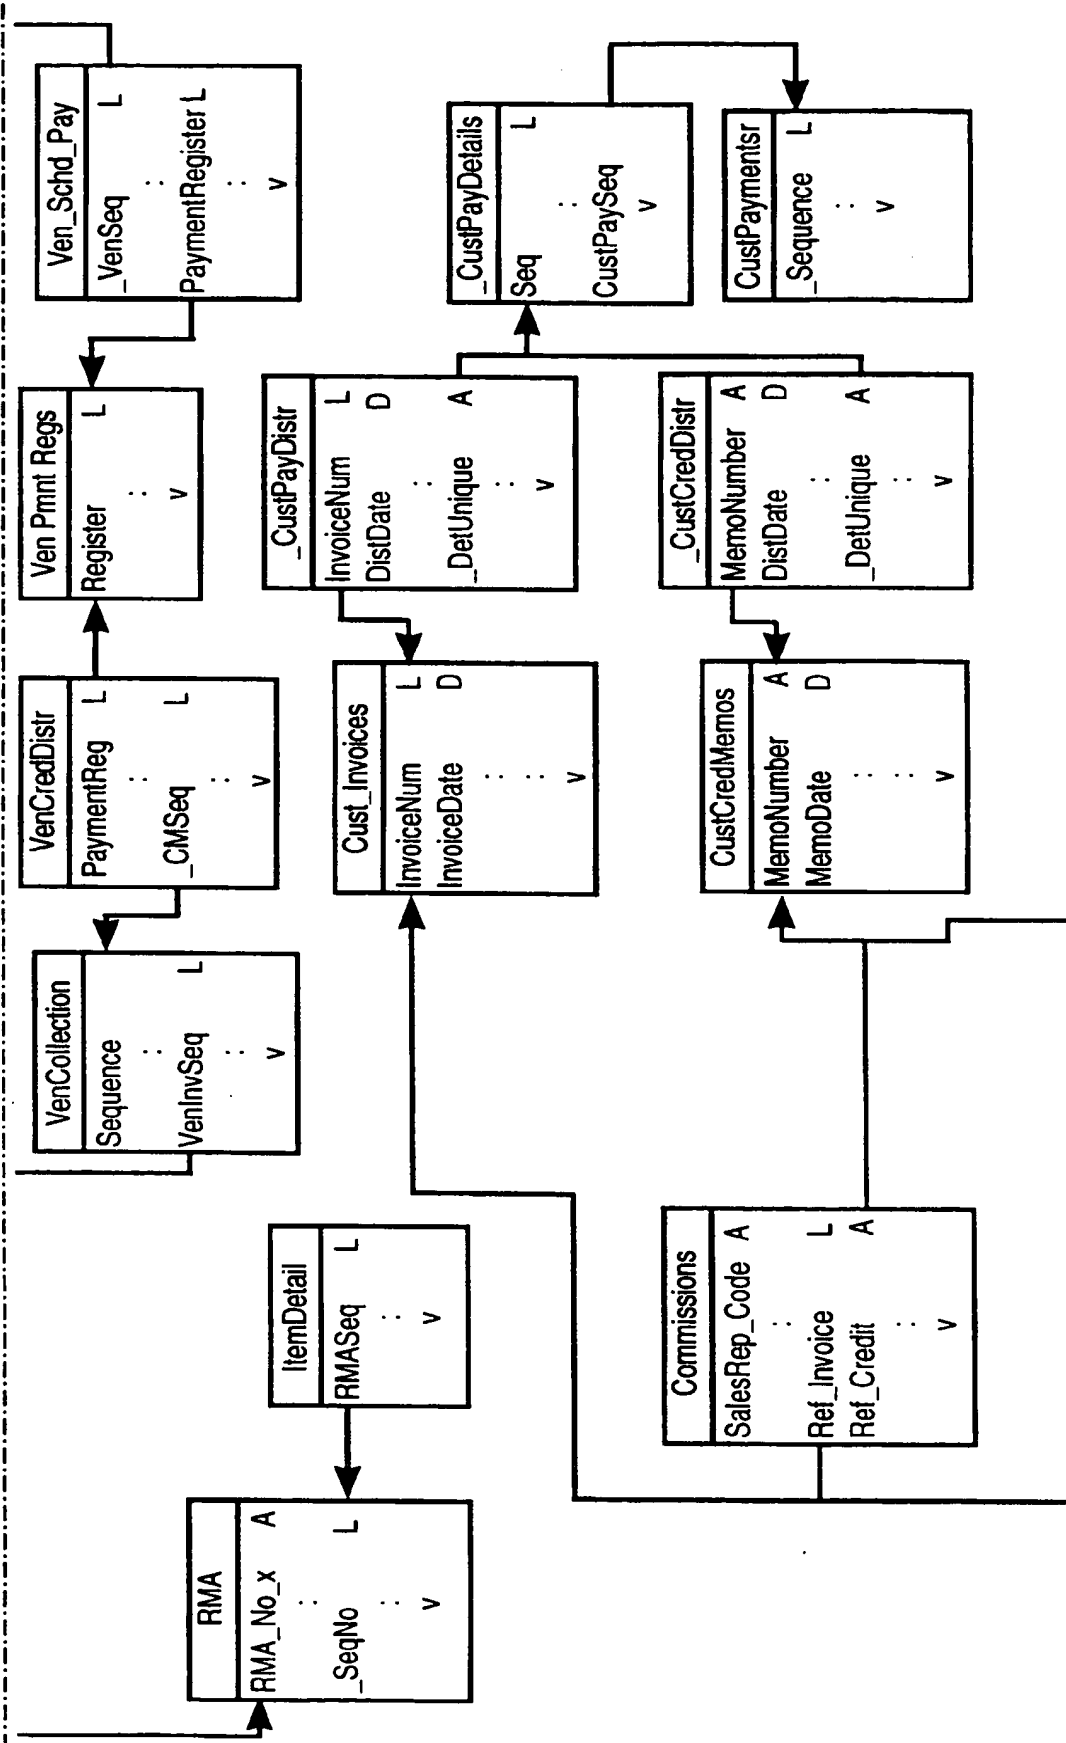 RMA
RMA_No_x A
:
_SeqNo L
:
v
ItemDetail
RMASeq L
:
v
VenCollection
Sequence
:
VenInvSeq L
:
v
VenCredDistr
PaymentReg L
:
_CMSeq L
:
v
Ven Pmnt Regs
Register L
:
v
Ven_Schd_Pay
_VenSeq L
:
PaymentRegister L
:
v
Cust_Invoices
InvoiceNum L
InvoiceDate D
:
:
v
_CustPayDistr
InvoiceNum L
DistDate D
:
_DetUnique A
:
v
_CustPayDetails
Seq L
:
CustPaySeq
v
Commissions
SalesRep_Code A
:
Ref_Invoice L
Ref_Credit A
:
v
CustCredMemos
MemoNumber A
MemoDate D
:
:
v
_CustCredDistr
MemoNumber A
DistDate D
:
_DetUnique A
:
v
CustPaymentsr
_Sequence L
:
v